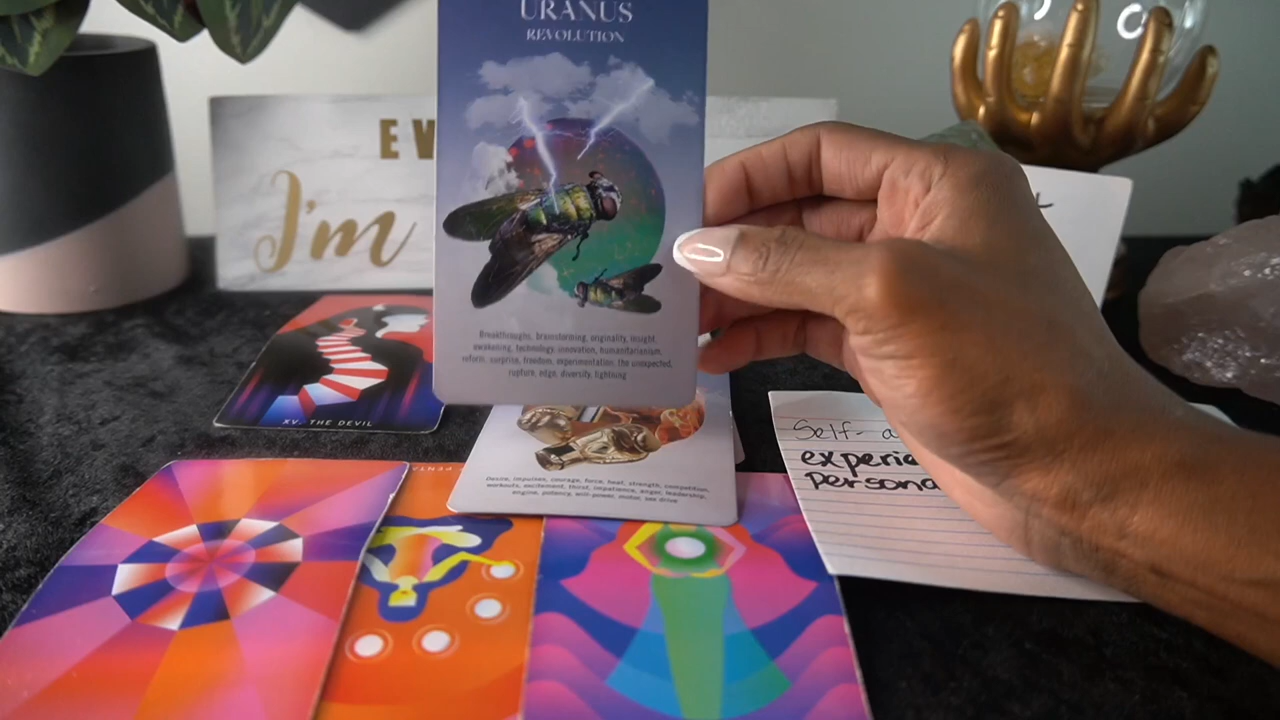 URANUS
REVOLUTION
EV
I'm
Breakthroughs, brainstorming, originality, insight,
awakening, technology, innovation, humanitarianism,
reform, surprise, freedom, experimentation, the unexpected,
rupture, edge, diversity, lightning
XV. THE DEVIL
PENTA
Desire, impulses, courage, force, heat, strength, competition,
workouts, excitement, thirst, impatience, anger, leadership,
engine, potency, will power, motor, sex drive
Self- a
experie
persona